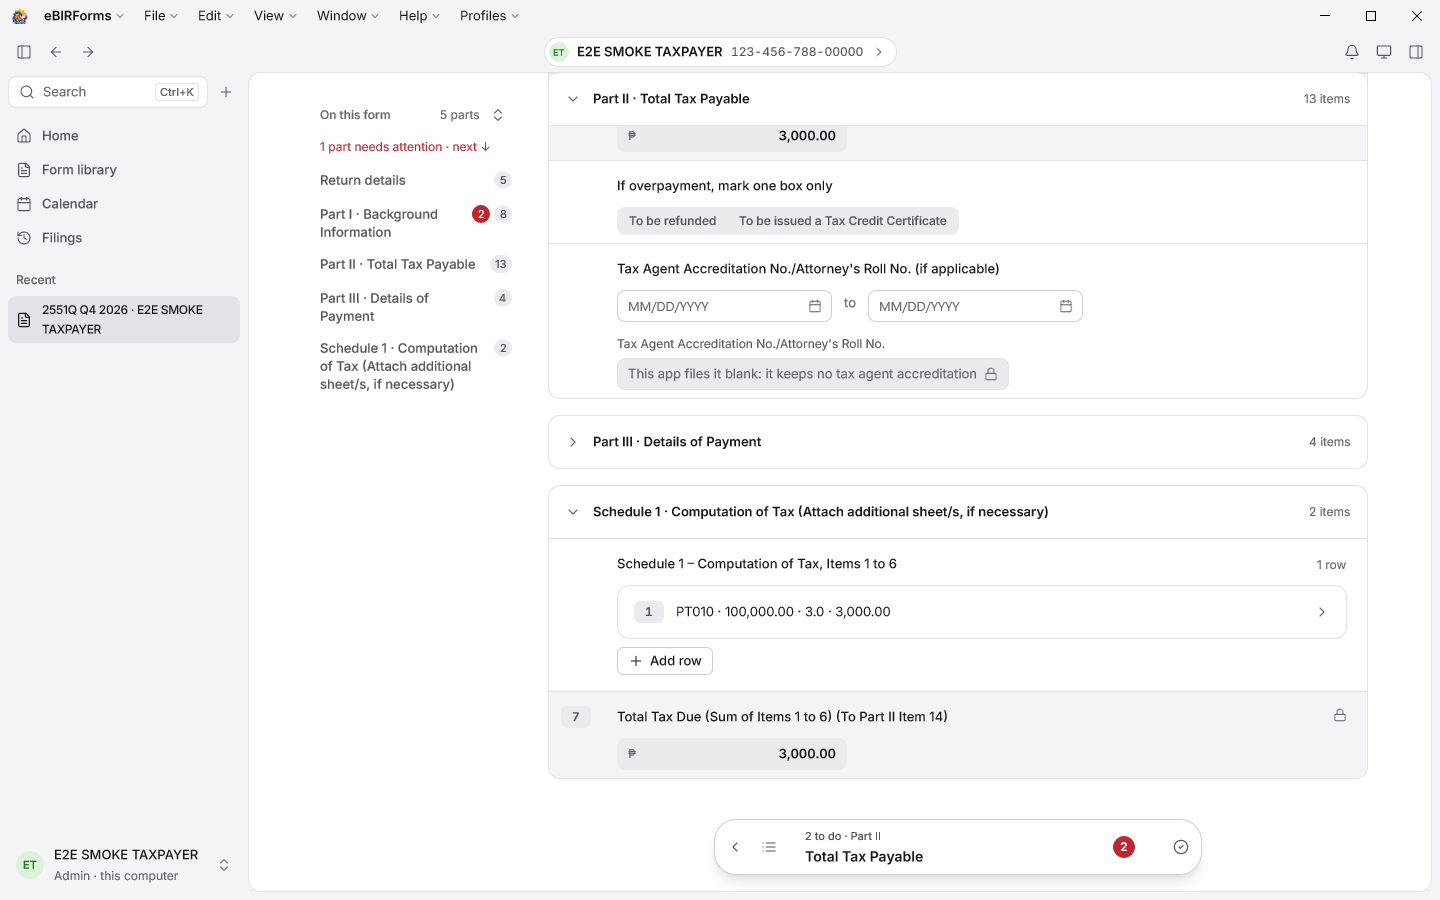 eBIRForms File Edit View Window Help Profiles
ET E2E SMOKE TAXPAYER 123-456-788-00000
Search Ctrl+K
Home
Form library
Calendar
Filings
Recent
2551Q Q4 2026 · E2E SMOKE
TAXPAYER
ET E2E SMOKE TAXPAYER
Admin · this computer
On this form 5 parts
1 part needs attention · next ↓
Return details 5
Part I · Background 2 8
Information
Part II · Total Tax Payable 13
Part III · Details of 4
Payment
Schedule 1 · Computation 2
of Tax (Attach additional
sheet/s, if necessary)
Part II · Total Tax Payable 13 items
₱ 3,000.00
If overpayment, mark one box only
To be refunded To be issued a Tax Credit Certificate
Tax Agent Accreditation No./Attorney's Roll No. (if applicable)
MM/DD/YYYY to MM/DD/YYYY
Tax Agent Accreditation No./Attorney's Roll No.
This app files it blank: it keeps no tax agent accreditation
Part III · Details of Payment 4 items
Schedule 1 · Computation of Tax (Attach additional sheet/s, if necessary) 2 items
Schedule 1 – Computation of Tax, Items 1 to 6 1 row
1 PT010 · 100,000.00 · 3.0 · 3,000.00
Add row
7 Total Tax Due (Sum of Items 1 to 6) (To Part II Item 14)
₱ 3,000.00
2 to do · Part II
Total Tax Payable 2